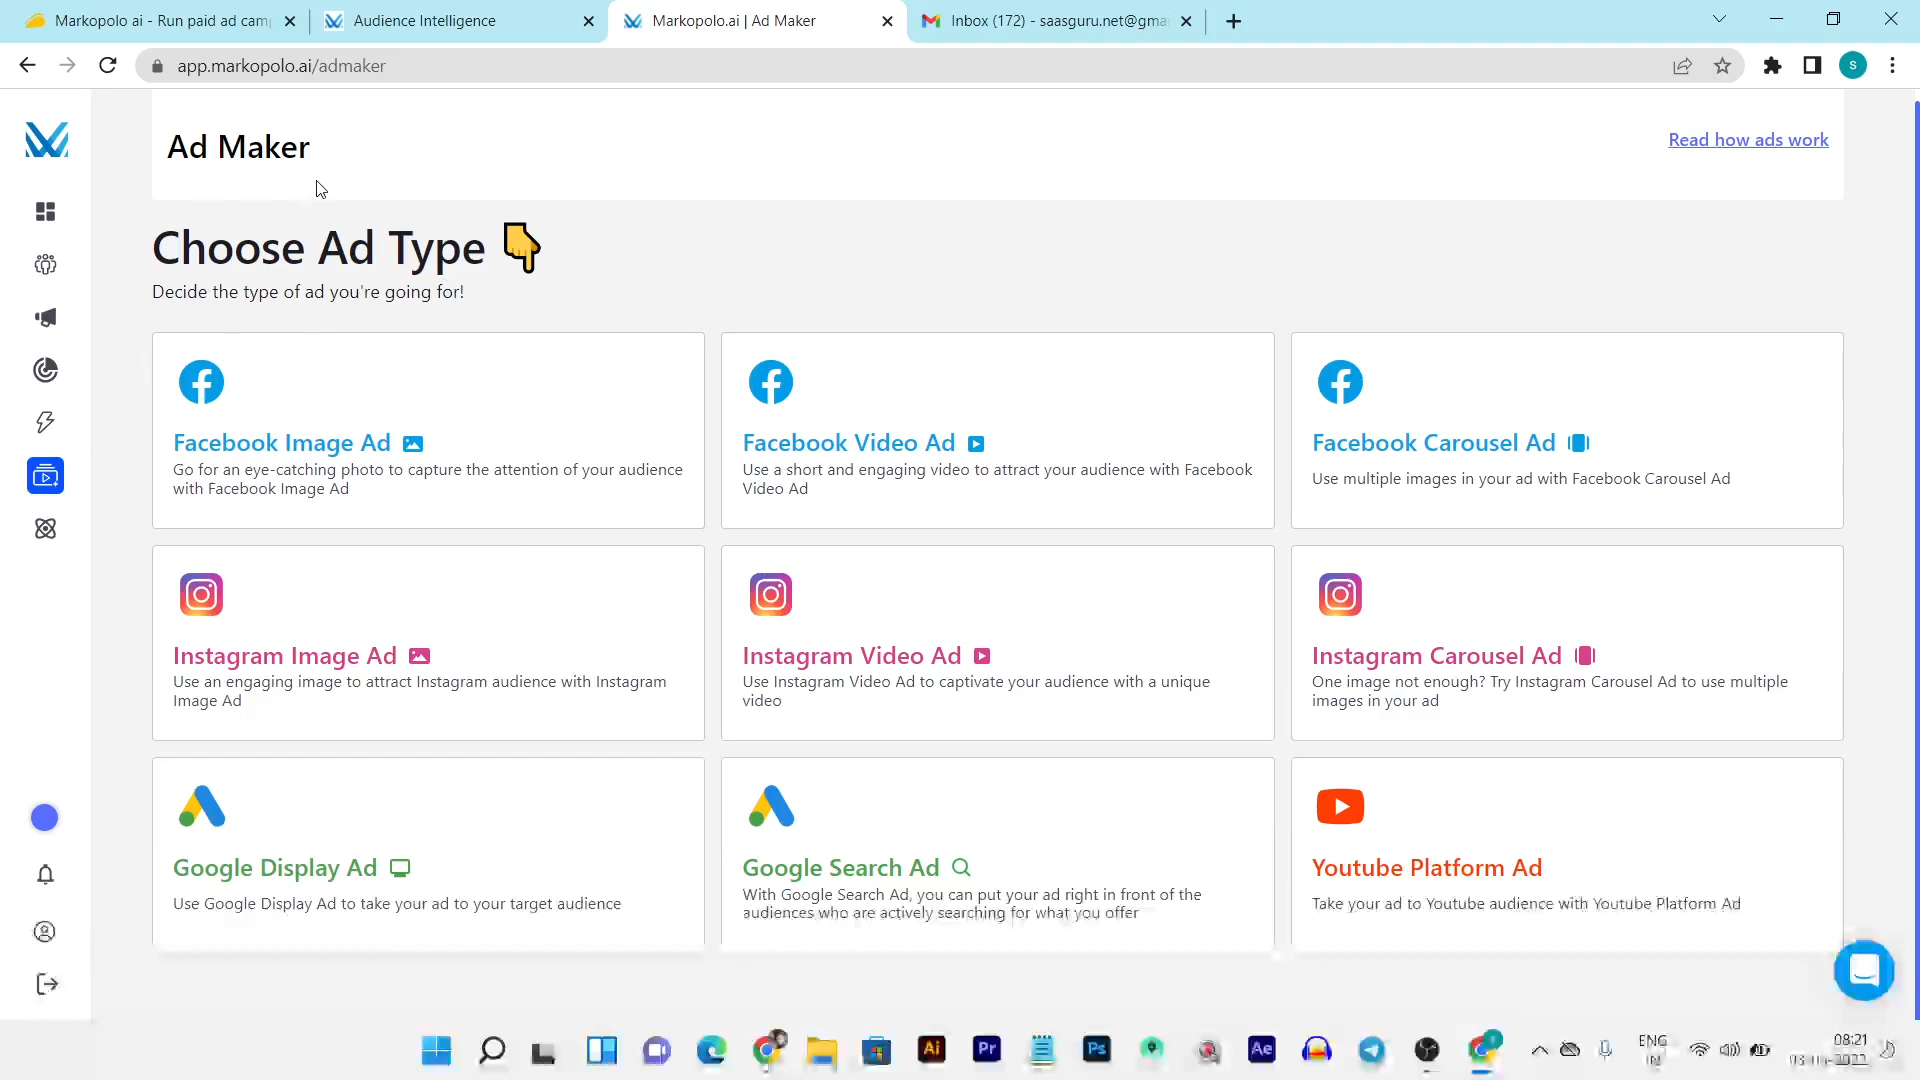 Markopolo ai - Run paid ad camp
Audience Intelligence
Markopolo.ai | Ad Maker
Inbox (172) - saasguru.net@gmai
app.markopolo.ai/admaker
S
Ad Maker
Read how ads work
Choose Ad Type
Decide the type of ad you're going for!
Facebook Image Ad
Go for an eye-catching photo to capture the attention of your audience
with Facebook Image Ad
Facebook Video Ad
Use a short and engaging video to attract your audience with Facebook
Video Ad
Facebook Carousel Ad
Use multiple images in your ad with Facebook Carousel Ad
Instagram Image Ad
Use an engaging image to attract Instagram audience with Instagram
Image Ad
Instagram Video Ad
Use Instagram Video Ad to captivate your audience with a unique
video
Instagram Carousel Ad
One image not enough? Try Instagram Carousel Ad to use multiple
images in your ad
Google Display Ad
Use Google Display Ad to take your ad to your target audience
Google Search Ad
With Google Search Ad, you can put your ad right in front of the
audiences who are actively searching for what you offer
Youtube Platform Ad
Take your ad to Youtube audience with Youtube Platform Ad
Ai
Pr
Ps
Ae
ENG
IN
08:21